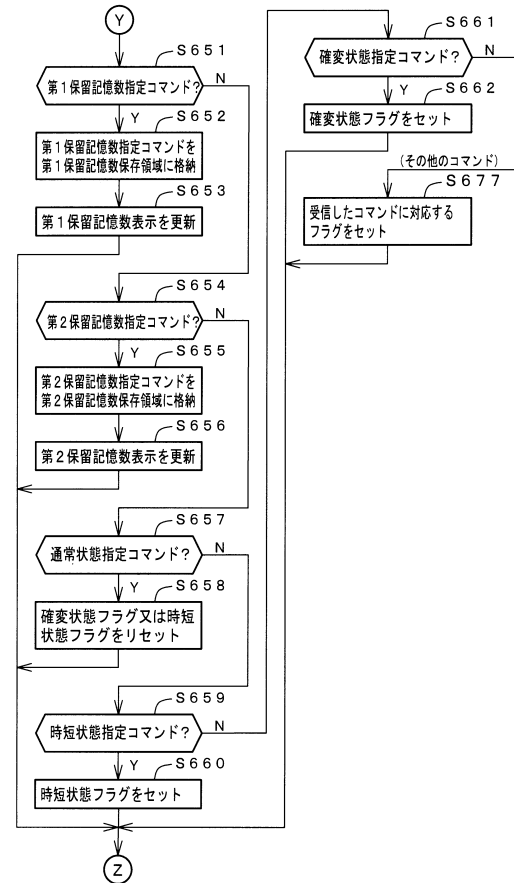 Y
S651
第1保留記憶数指定コマンド?
N
Y
S652
第1保留記憶数指定コマンドを
第1保留記憶数保存領域に格納
S653
第1保留記憶数表示を更新
S654
第2保留記憶数指定コマンド?
N
Y
S655
第2保留記憶数指定コマンドを
第2保留記憶数保存領域に格納
S656
第2保留記憶数表示を更新
S657
通常状態指定コマンド?
N
Y
S658
確変状態フラグ又は時短
状態フラグをリセット
S659
時短状態指定コマンド?
N
Y
S660
時短状態フラグをセット
Z
S661
確変状態指定コマンド?
N
Y
S662
確変状態フラグをセット
(その他のコマンド)
S677
受信したコマンドに対応する
フラグをセット